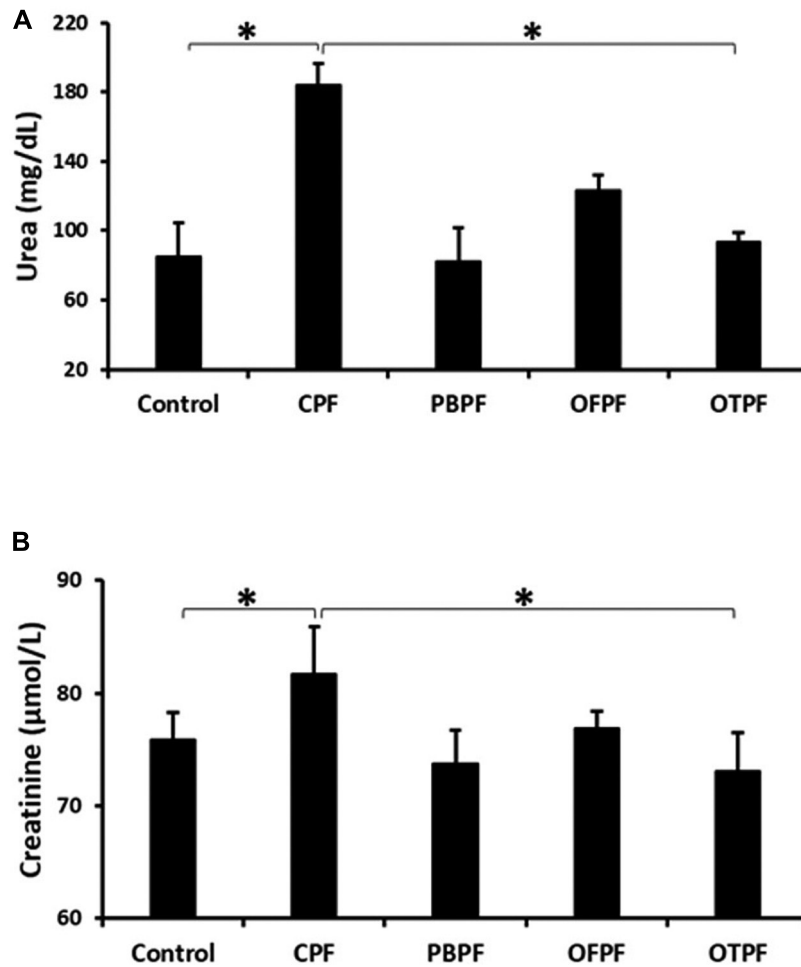 A
Urea (mg/dL)
220
180
140
100
60
20
* *
Control CPF PBPF OFPF OTPF
B
Creatinine (µmol/L)
90
80
70
60
* *
Control CPF PBPF OFPF OTPF